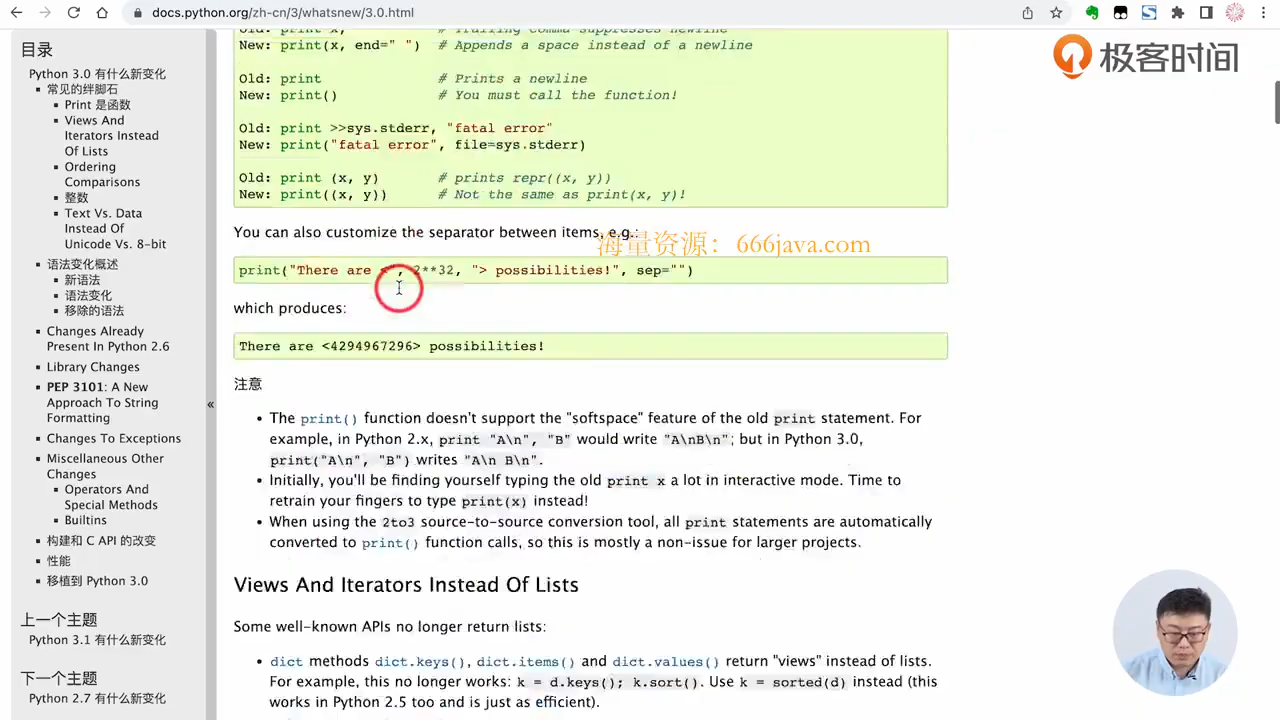 docs.python.org/zh-cn/3/whatsnew/3.0.html
极客时间
目录
Python 3.0 有什么新变化
常见的绊脚石
Print 是函数
Views And
Iterators Instead
Of Lists
Ordering
Comparisons
整数
Text Vs. Data
Instead Of
Unicode Vs. 8-bit
语法变化概述
新语法
语法变化
移除的语法
Changes Already
Present In Python 2.6
Library Changes
PEP 3101: A New
Approach To String
Formatting
Changes To Exceptions
Miscellaneous Other
Changes
Operators And
Special Methods
Builtins
构建和 C API 的改变
性能
移植到 Python 3.0
上一个主题
Python 3.1 有什么新变化
下一个主题
Python 2.7 有什么新变化
«
Old: print x, # Trailing comma suppresses newline
New: print(x, end=" ") # Appends a space instead of a newline
Old: print # Prints a newline
New: print() # You must call the function!
Old: print >>sys.stderr, "fatal error"
New: print("fatal error", file=sys.stderr)
Old: print (x, y) # prints repr((x, y))
New: print((x, y)) # Not the same as print(x, y)!
You can also customize the separator between items, e.g.:
海量资源：666java.com
print("There are <", 2**32, "> possibilities!", sep="")
which produces:
There are <4294967296> possibilities!
注意
The print() function doesn't support the "softspace" feature of the old print statement. For
example, in Python 2.x, print "A\n", "B" would write "A\nB\n"; but in Python 3.0,
print("A\n", "B") writes "A\n B\n".
Initially, you'll be finding yourself typing the old print x a lot in interactive mode. Time to
retrain your fingers to type print(x) instead!
When using the 2to3 source-to-source conversion tool, all print statements are automatically
converted to print() function calls, so this is mostly a non-issue for larger projects.
Views And Iterators Instead Of Lists
Some well-known APIs no longer return lists:
dict methods dict.keys(), dict.items() and dict.values() return "views" instead of lists.
For example, this no longer works: k = d.keys(); k.sort(). Use k = sorted(d) instead (this
works in Python 2.5 too and is just as efficient).